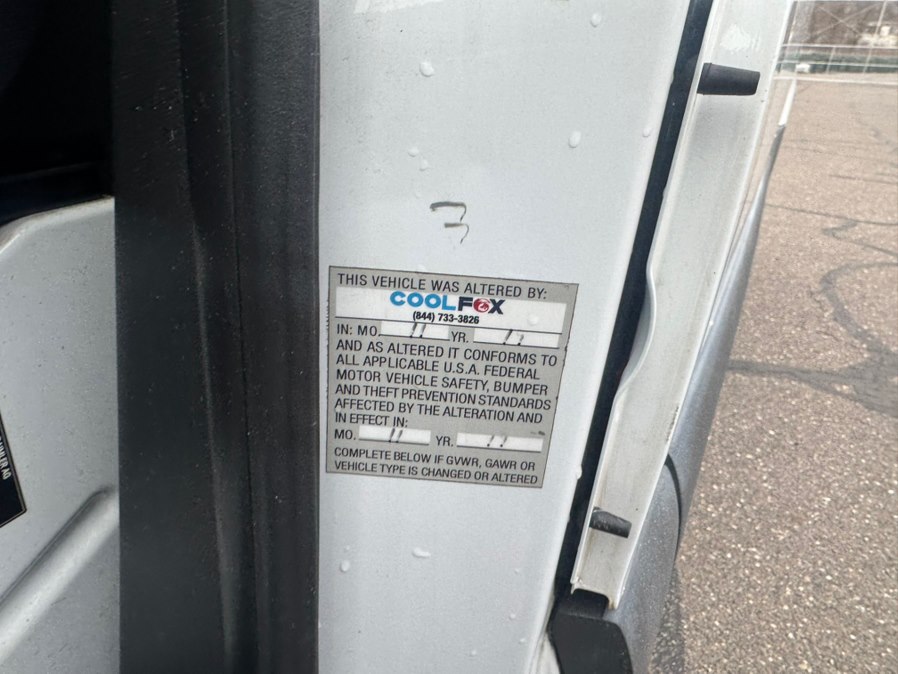 THIS VEHICLE WAS ALTERED BY:
COOLFOX
(844) 733-3826
IN: MO. 11 YR.
AND AS ALTERED IT CONFORMS TO
ALL APPLICABLE U.S.A. FEDERAL
MOTOR VEHICLE SAFETY, BUMPER
AND THEFT PREVENTION STANDARDS
AFFECTED BY THE ALTERATION AND
IN EFFECT IN:
MO. 11 YR.
COMPLETE BELOW IF GVWR, GAWR OR
VEHICLE TYPE IS CHANGED OR ALTERED